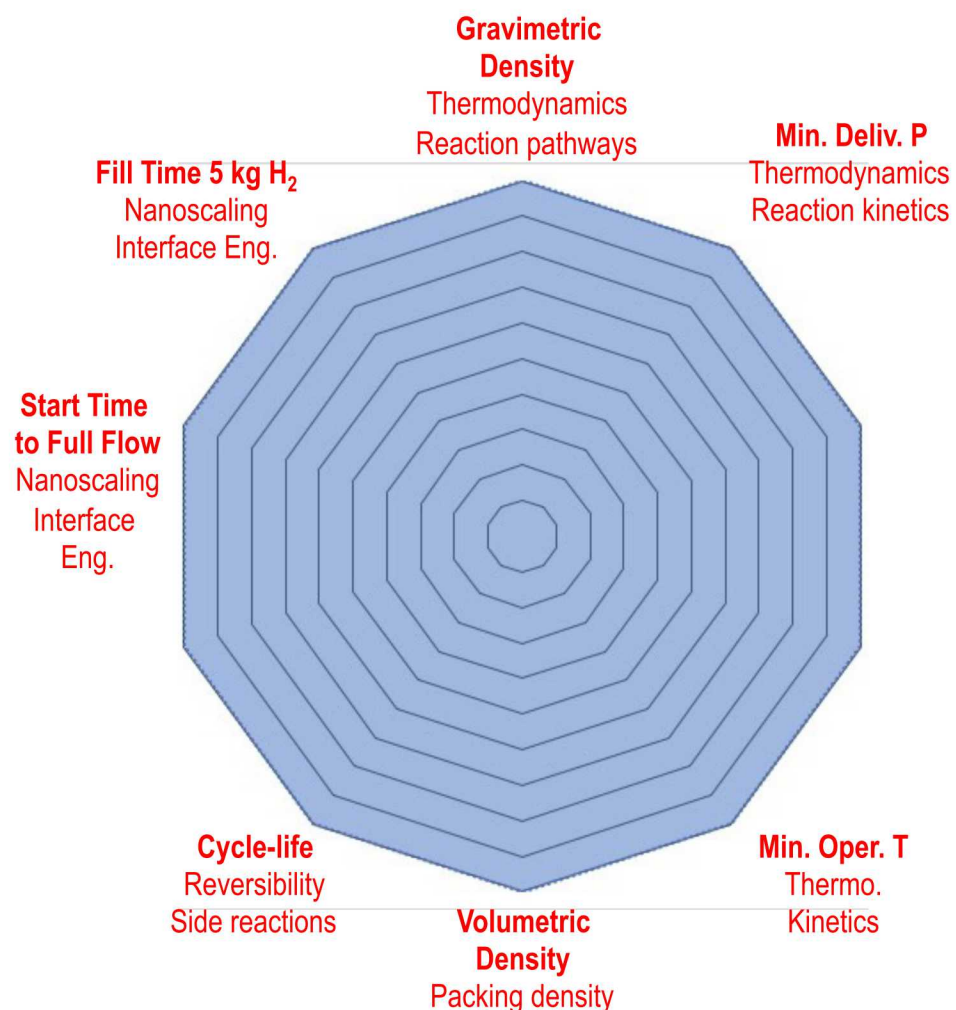 Gravimetric
Density
Thermodynamics
Reaction pathways
Min. Deliv. P
Thermodynamics
Reaction kinetics
Fill Time 5 kg H₂
Nanoscaling
Interface Eng.
Start Time
to Full Flow
Nanoscaling
Interface
Eng.
Cycle-life
Reversibility
Side reactions
Volumetric
Density
Packing density
Min. Oper. T
Thermo.
Kinetics